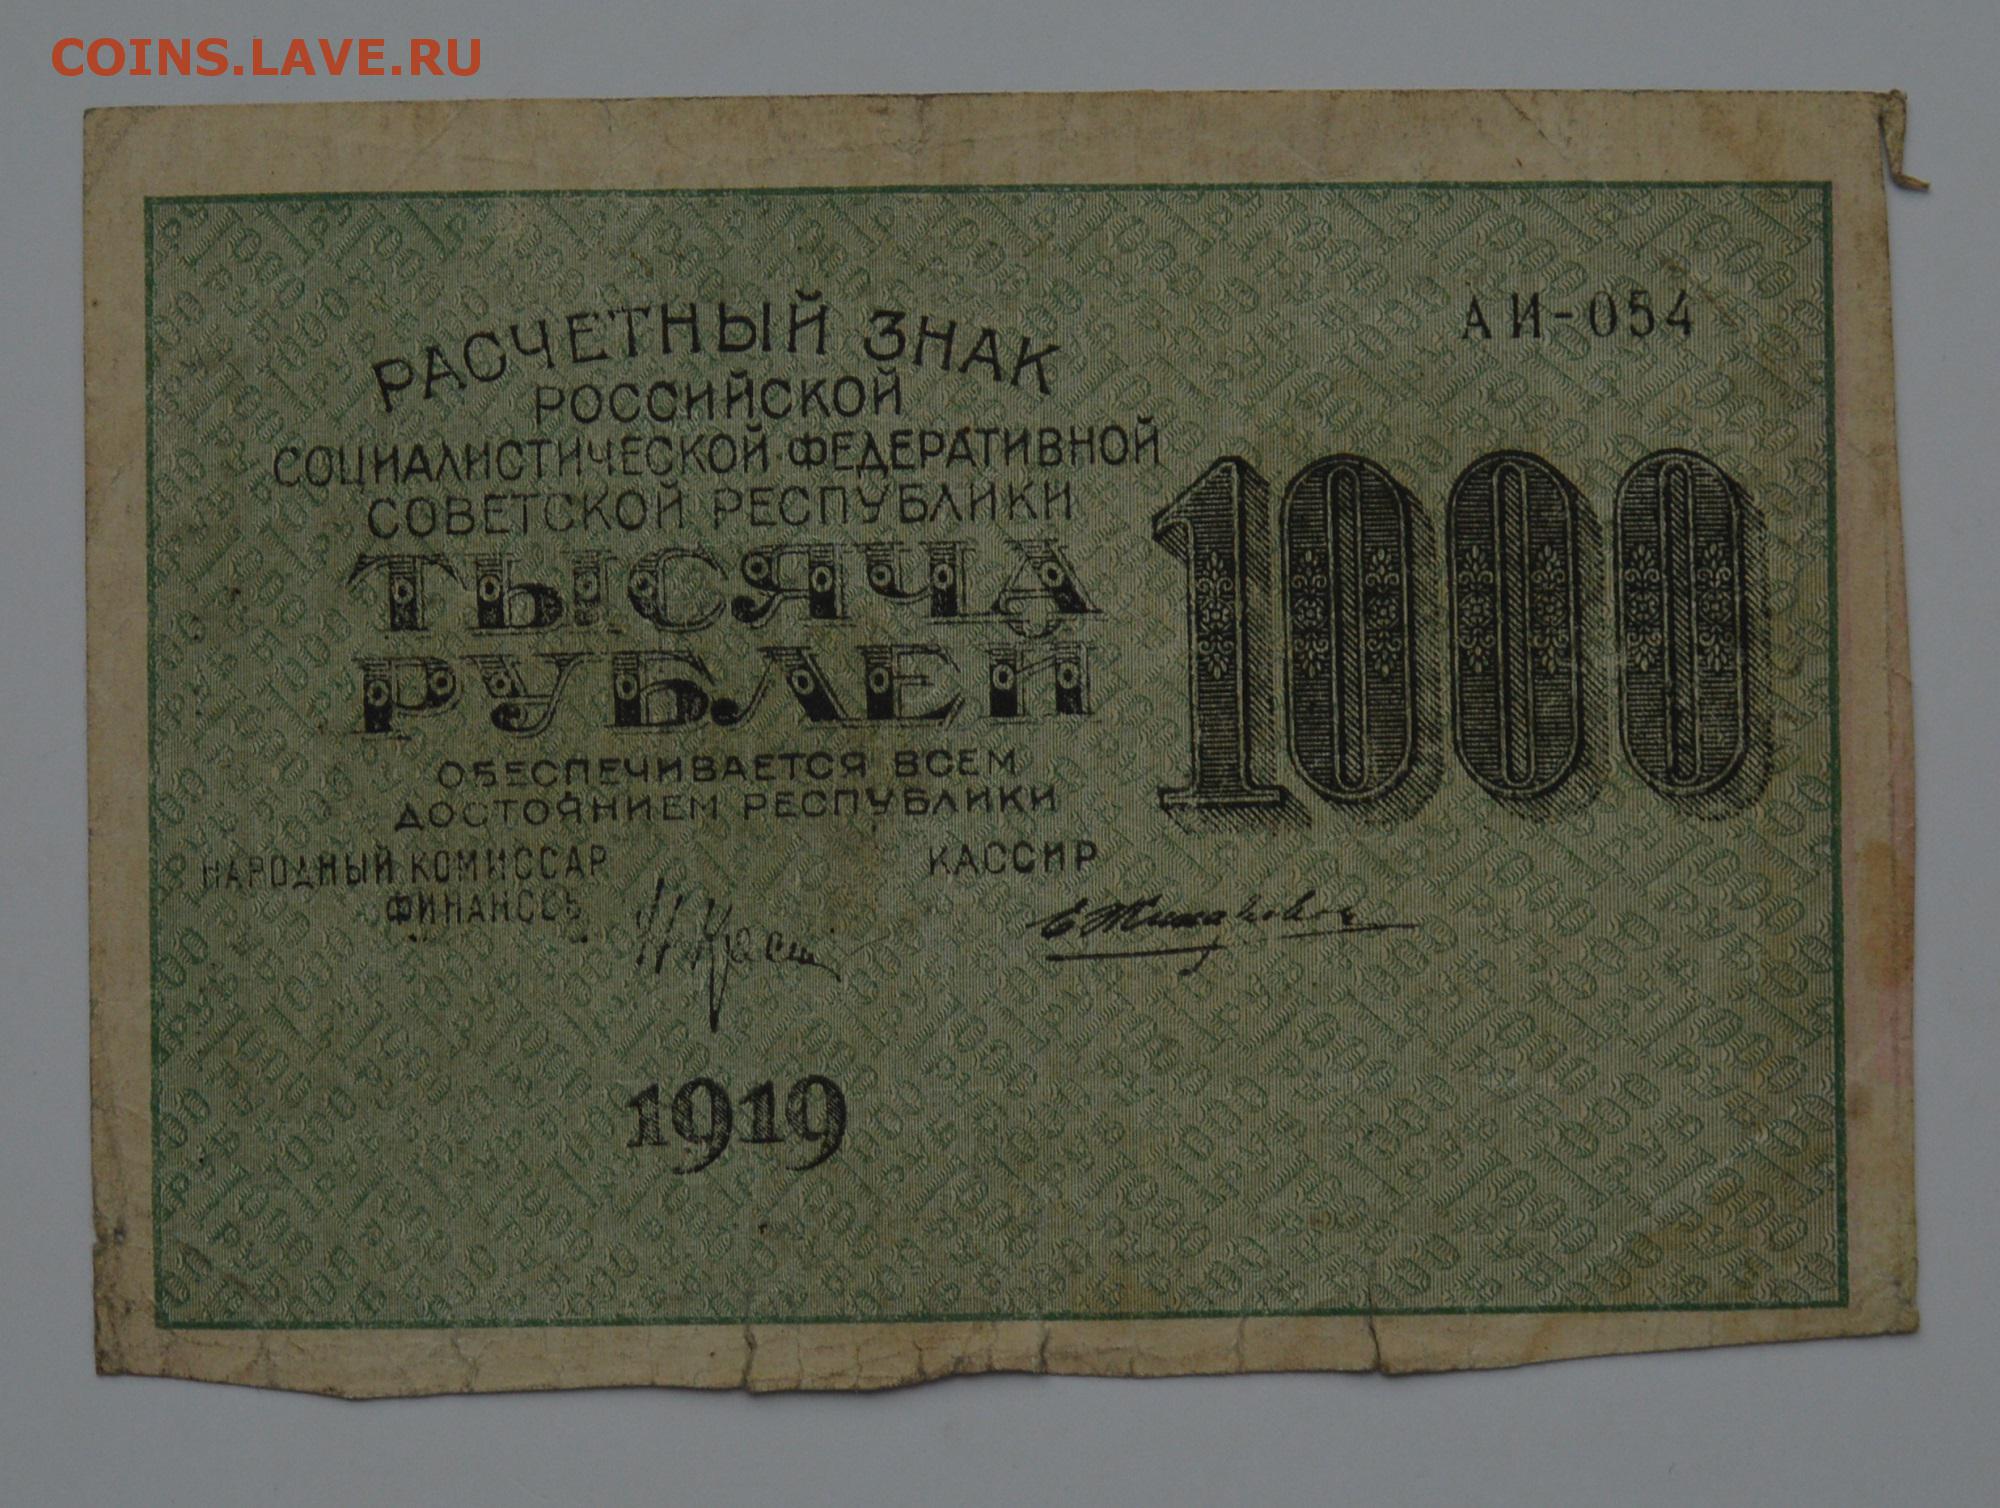 COINS.LAVE.RU
АИ-054
РАСЧЕТНЫЙ ЗНАК
РОССИЙСКОЙ
СОЦИАЛИСТИЧЕСКОЙ ФЕДЕРАТИВНОЙ
СОВЕТСКОЙ РЕСПУБЛИКИ
ТЫСЯЧА
РУБЛЕЙ
1000
ОБЕСПЕЧИВАЕТСЯ ВСЕМ
ДОСТОЯНИЕМ РЕСПУБЛИКИ
НАРОДНЫЙ КОМИССАР
ФИНАНСОВ
КАССИР
1919